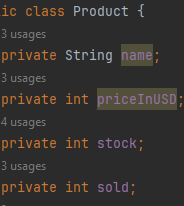 ic class Product {
3 usages
private String name;
3 usages
private int priceInUSD;
4 usages
private int stock;
3 usages
private int sold;